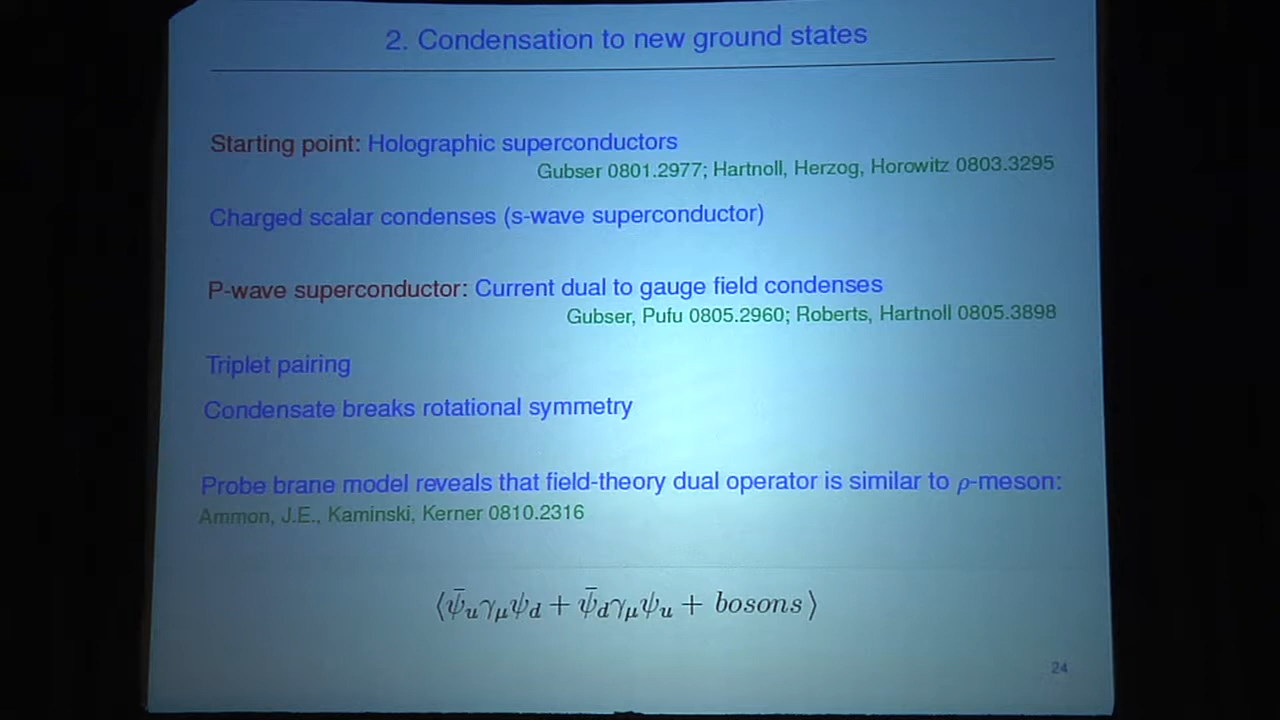 2. Condensation to new ground states
Starting point: Holographic superconductors
Gubser 0801.2977; Hartnoll, Herzog, Horowitz 0803.3295
Charged scalar condenses (s-wave superconductor)
P-wave superconductor: Current dual to gauge field condenses
Gubser, Pufu 0805.2960; Roberts, Hartnoll 0805.3898
Triplet pairing
Condensate breaks rotational symmetry
Probe brane model reveals that field-theory dual operator is similar to ρ-meson:
Ammon, J.E., Kaminski, Kerner 0810.2316
⟨ψ̄_uγ_μψ_d + ψ̄_dγ_μψ_u + bosons⟩
24